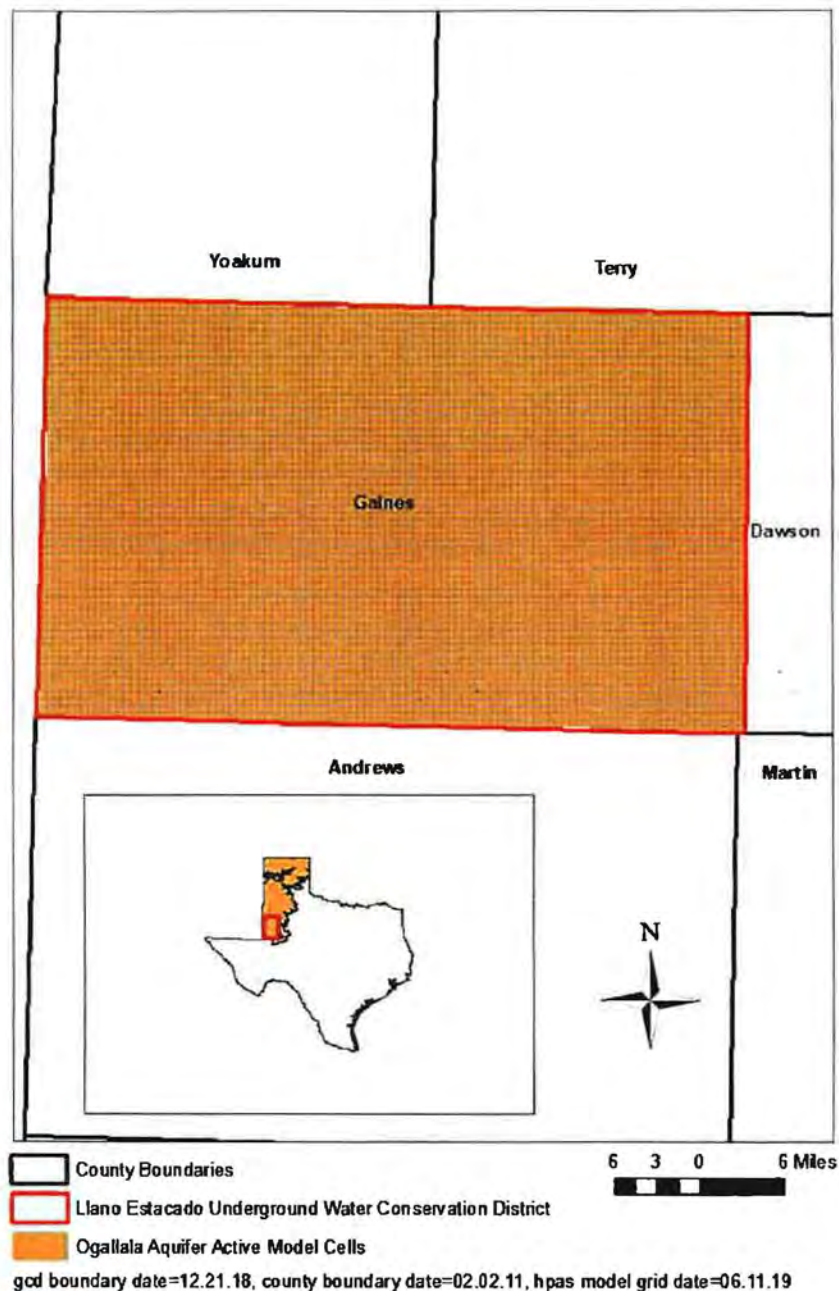 Yoakum
Terry
Gaines
Dawson
Andrews
Martin
N
County Boundaries
6 3 0 6 Miles
Llano Estacado Underground Water Conservation District
Ogallala Aquifer Active Model Cells
gcd boundary date=12.21.18, county boundary date=02.02.11, hpas model grid date=06.11.19